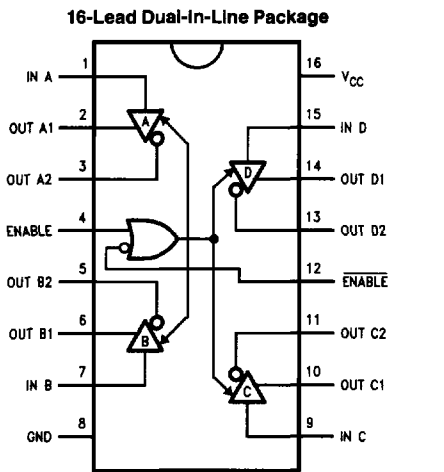 16-Lead Dual-In-Line Package
1 IN A
2 OUT A1
3 OUT A2
4 ENABLE
5 OUT B2
6 OUT B1
7 IN B
8 GND
16 VCC
15 IN D
14 OUT D1
13 OUT D2
12 ENABLE
11 OUT C2
10 OUT C1
9 IN C
A
D
B
C